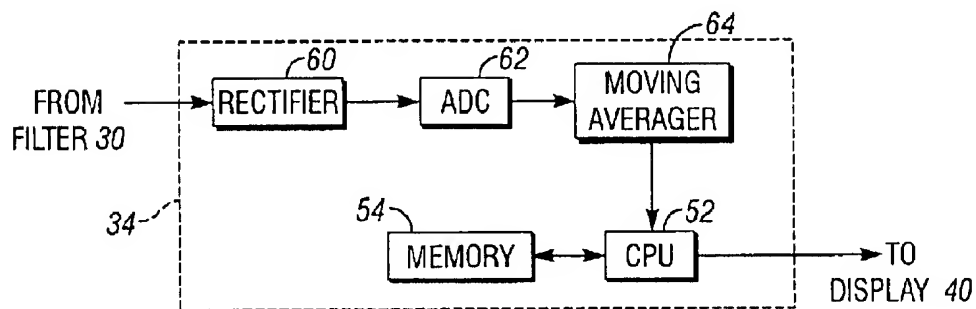 60
62
64
FROM
FILTER 30
RECTIFIER
ADC
MOVING
AVERAGER
34
54
52
MEMORY
CPU
TO
DISPLAY 40